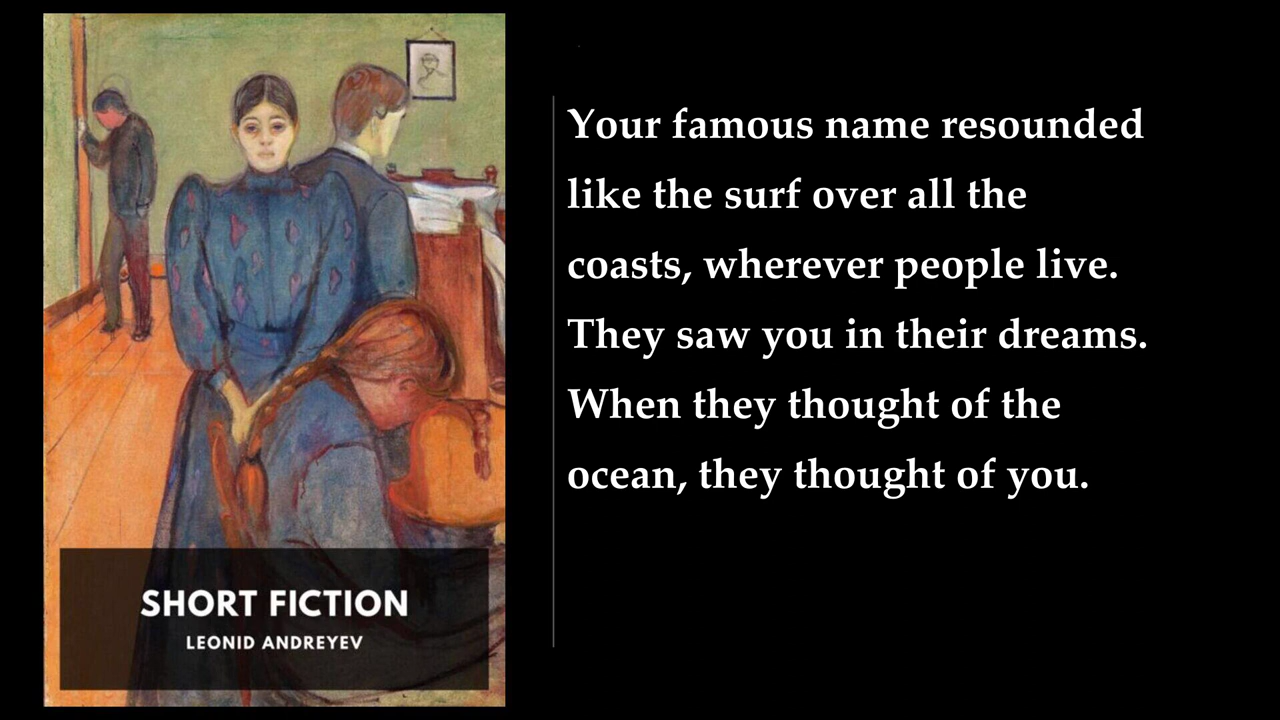 Your famous name resounded
like the surf over all the
coasts, wherever people live.
They saw you in their dreams.
When they thought of the
ocean, they thought of you.
SHORT FICTION
LEONID ANDREYEV